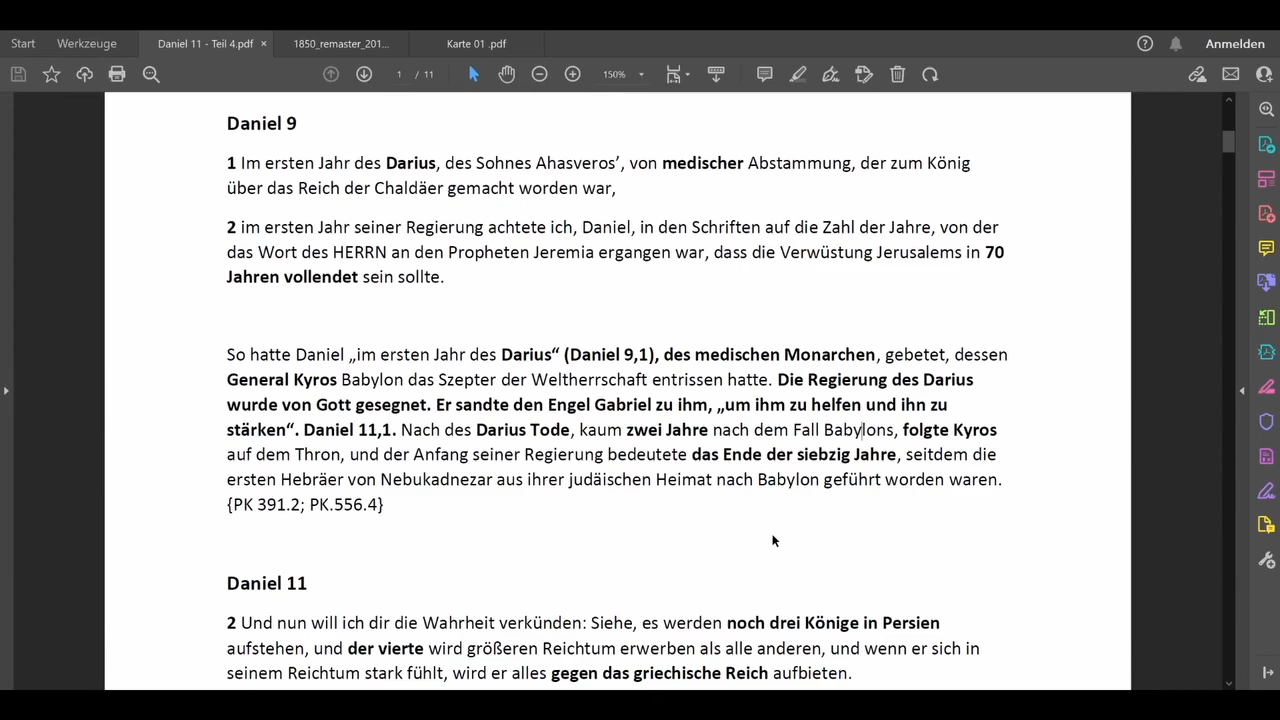 Start Werkzeuge Daniel 11 - Teil 4.pdf × 1850_remaster_201... Karte 01 .pdf Anmelden
1 / 11 150%
Daniel 9
1 Im ersten Jahr des Darius, des Sohnes Ahasveros’, von medischer Abstammung, der zum König
über das Reich der Chaldäer gemacht worden war,
2 im ersten Jahr seiner Regierung achtete ich, Daniel, in den Schriften auf die Zahl der Jahre, von der
das Wort des HERRN an den Propheten Jeremia ergangen war, dass die Verwüstung Jerusalems in 70
Jahren vollendet sein sollte.
So hatte Daniel „im ersten Jahr des Darius“ (Daniel 9,1), des medischen Monarchen, gebetet, dessen
General Kyros Babylon das Szepter der Weltherrschaft entrissen hatte. Die Regierung des Darius
wurde von Gott gesegnet. Er sandte den Engel Gabriel zu ihm, „um ihm zu helfen und ihn zu
stärken“. Daniel 11,1. Nach des Darius Tode, kaum zwei Jahre nach dem Fall Babylons, folgte Kyros
auf dem Thron, und der Anfang seiner Regierung bedeutete das Ende der siebzig Jahre, seitdem die
ersten Hebräer von Nebukadnezar aus ihrer judäischen Heimat nach Babylon geführt worden waren.
{PK 391.2; PK.556.4}
Daniel 11
2 Und nun will ich dir die Wahrheit verkünden: Siehe, es werden noch drei Könige in Persien
aufstehen, und der vierte wird größeren Reichtum erwerben als alle anderen, und wenn er sich in
seinem Reichtum stark fühlt, wird er alles gegen das griechische Reich aufbieten.